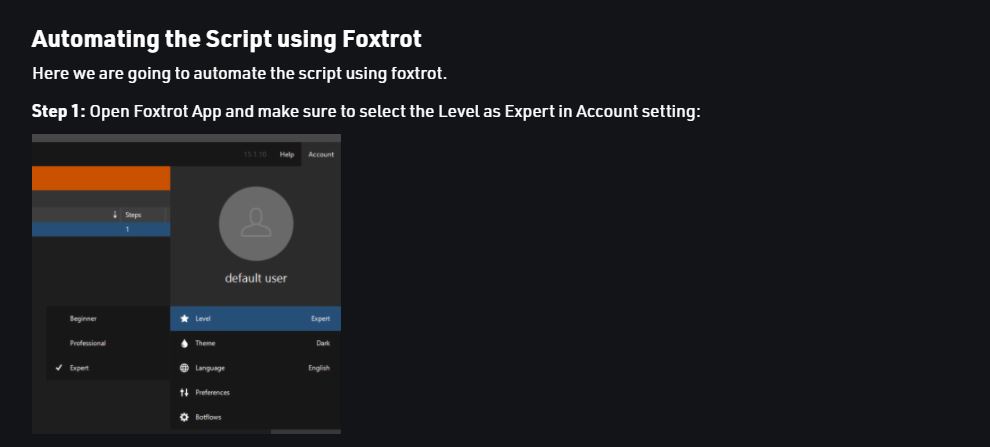 Automating the Script using Foxtrot
Here we are going to automate the script using foxtrot.
Step 1: Open Foxtrot App and make sure to select the Level as Expert in Account setting:
15.1.10 Help Account
Steps
1
default user
Beginner
Professional
Expert
Level Expert
Theme Dark
Language English
Preferences
Botflows